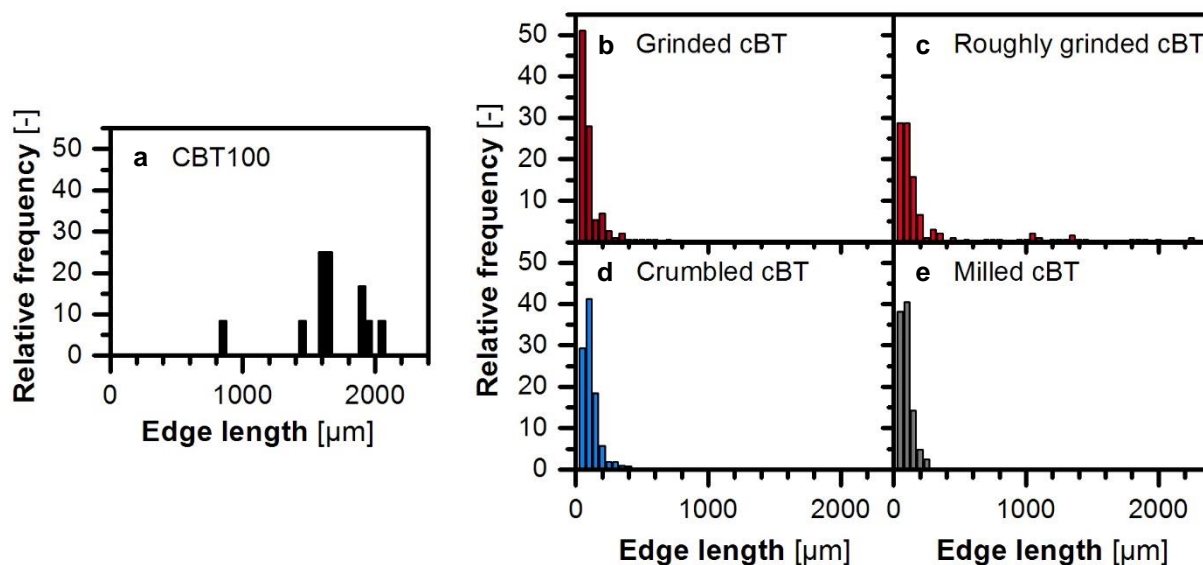 a CBT100
Relative frequency [-]
50
40
30
20
10
0
0 1000 2000
Edge length [µm]
b Grinded cBT
c Roughly grinded cBT
Relative frequency [-]
50
40
30
20
10
d Crumbled cBT
e Milled cBT
50
40
30
20
10
0
0 1000 2000
0 1000 2000
Edge length [µm]
Edge length [µm]